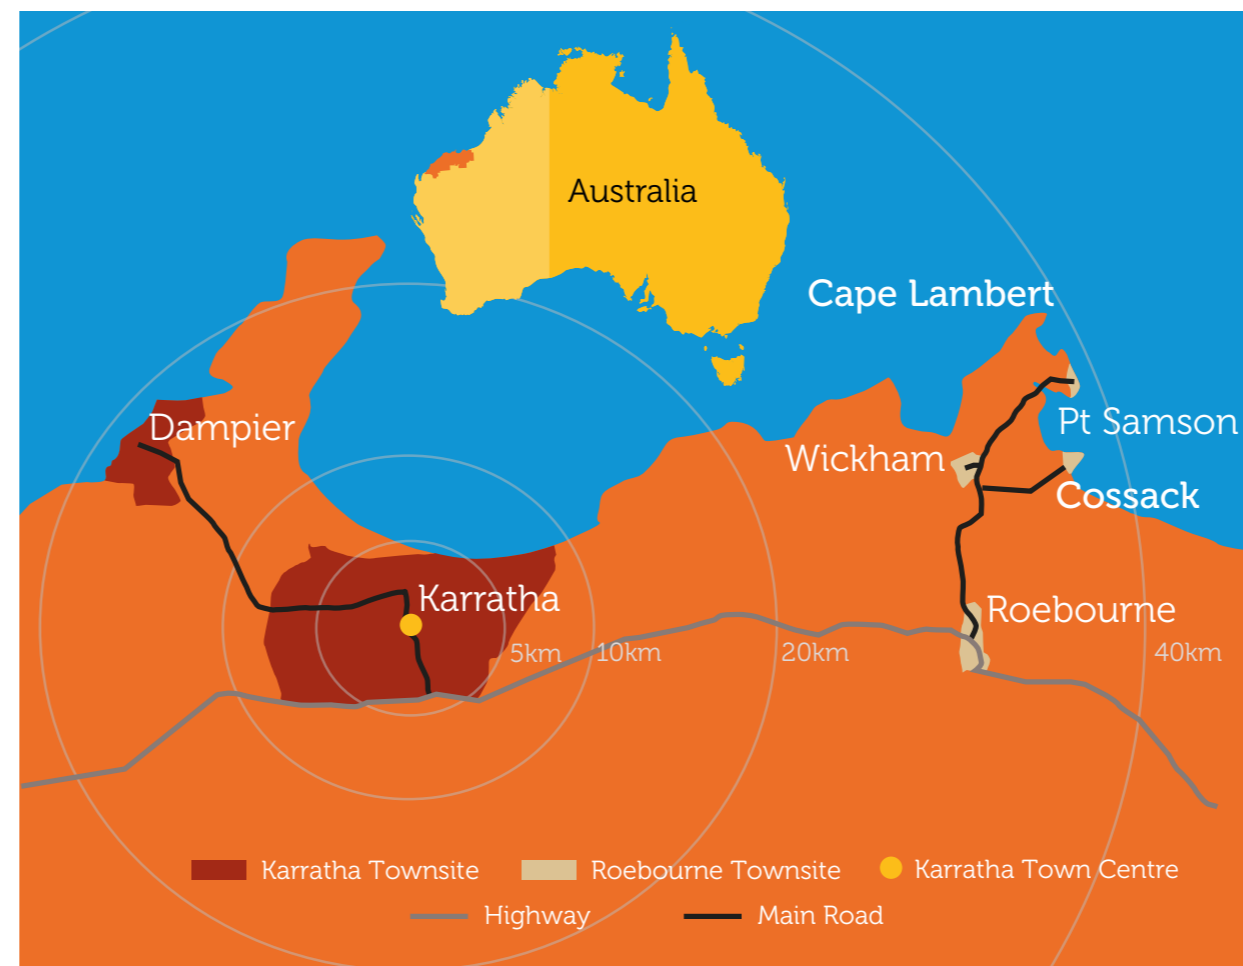 Australia
Cape Lambert
Dampier
Pt Samson
Wickham
Cossack
Karratha
Roebourne
5km
10km
20km
40km
Karratha Townsite
Roebourne Townsite
Karratha Town Centre
Highway
Main Road